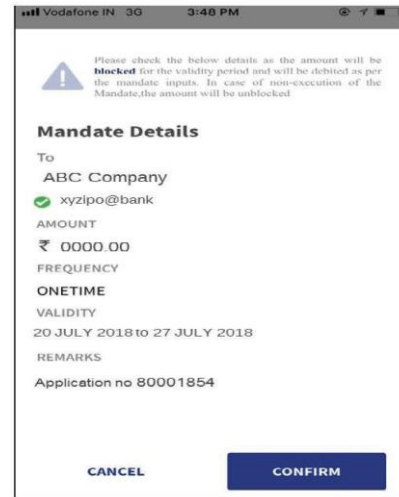 Vodafone IN 3G 3:48 PM
Please check the below details as the amount will be
blocked for the validity period and will be debited as per
the mandate inputs. In case of non-execution of the
Mandate,the amount will be unblocked
Mandate Details
To
ABC Company
xyzipo@bank
AMOUNT
₹ 0000.00
FREQUENCY
ONETIME
VALIDITY
20 JULY 2018 to 27 JULY 2018
REMARKS
Application no 80001854
CANCEL CONFIRM